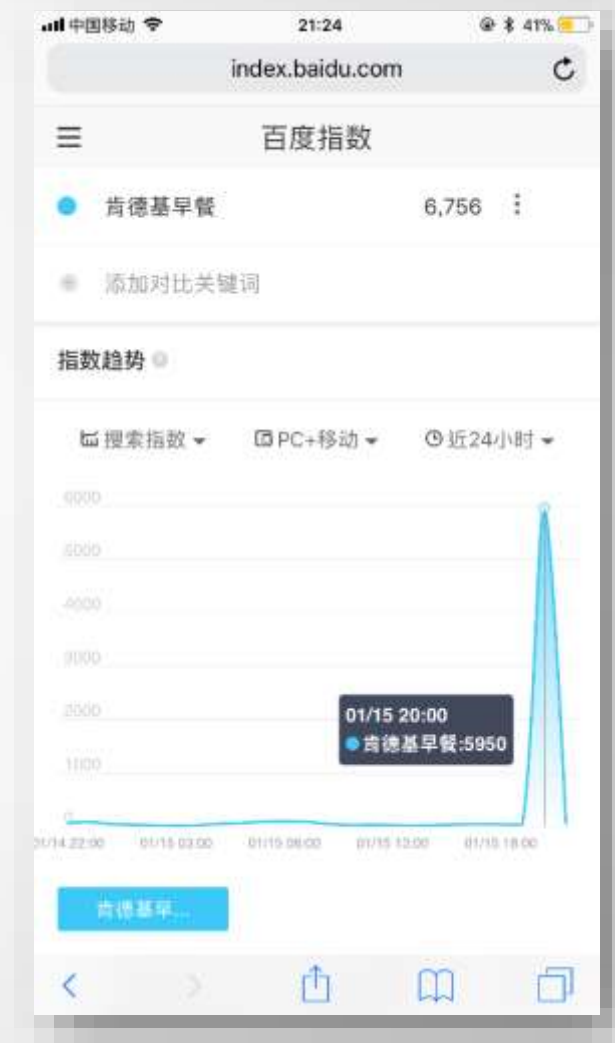 中国移动 21:24 41%
index.baidu.com
百度指数
肯德基早餐 6,756
添加对比关键词
指数趋势
搜索指数 PC+移动 近24小时
6000
5000
4000
3000
2000
01/15 20:00
肯德基早餐:5950
1000
0
01/14 22:00 01/15 03:00 01/15 08:00 01/15 13:00 01/15 18:00
肯德基早...